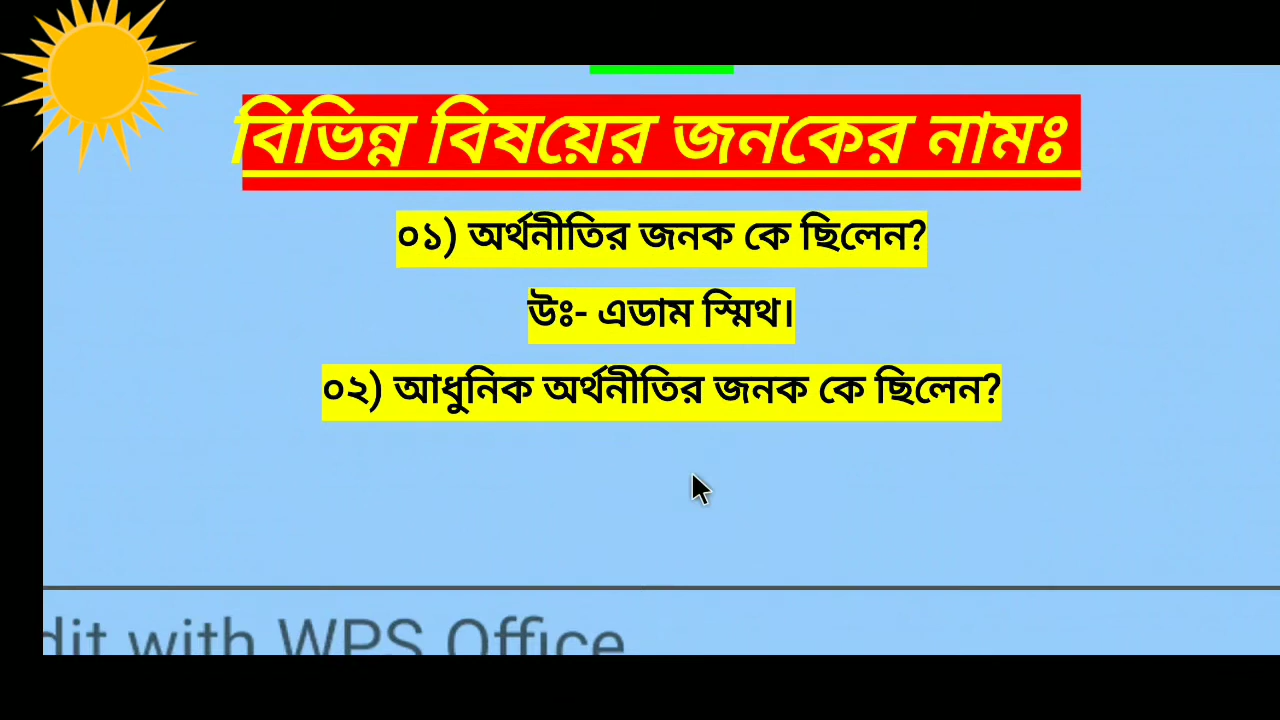 বিভিন্ন বিষয়ের জনকের নামঃ
০১) অর্থনীতির জনক কে ছিলেন?
উঃ- এডাম স্মিথ।
০২) আধুনিক অর্থনীতির জনক কে ছিলেন?
dit with WPS Office